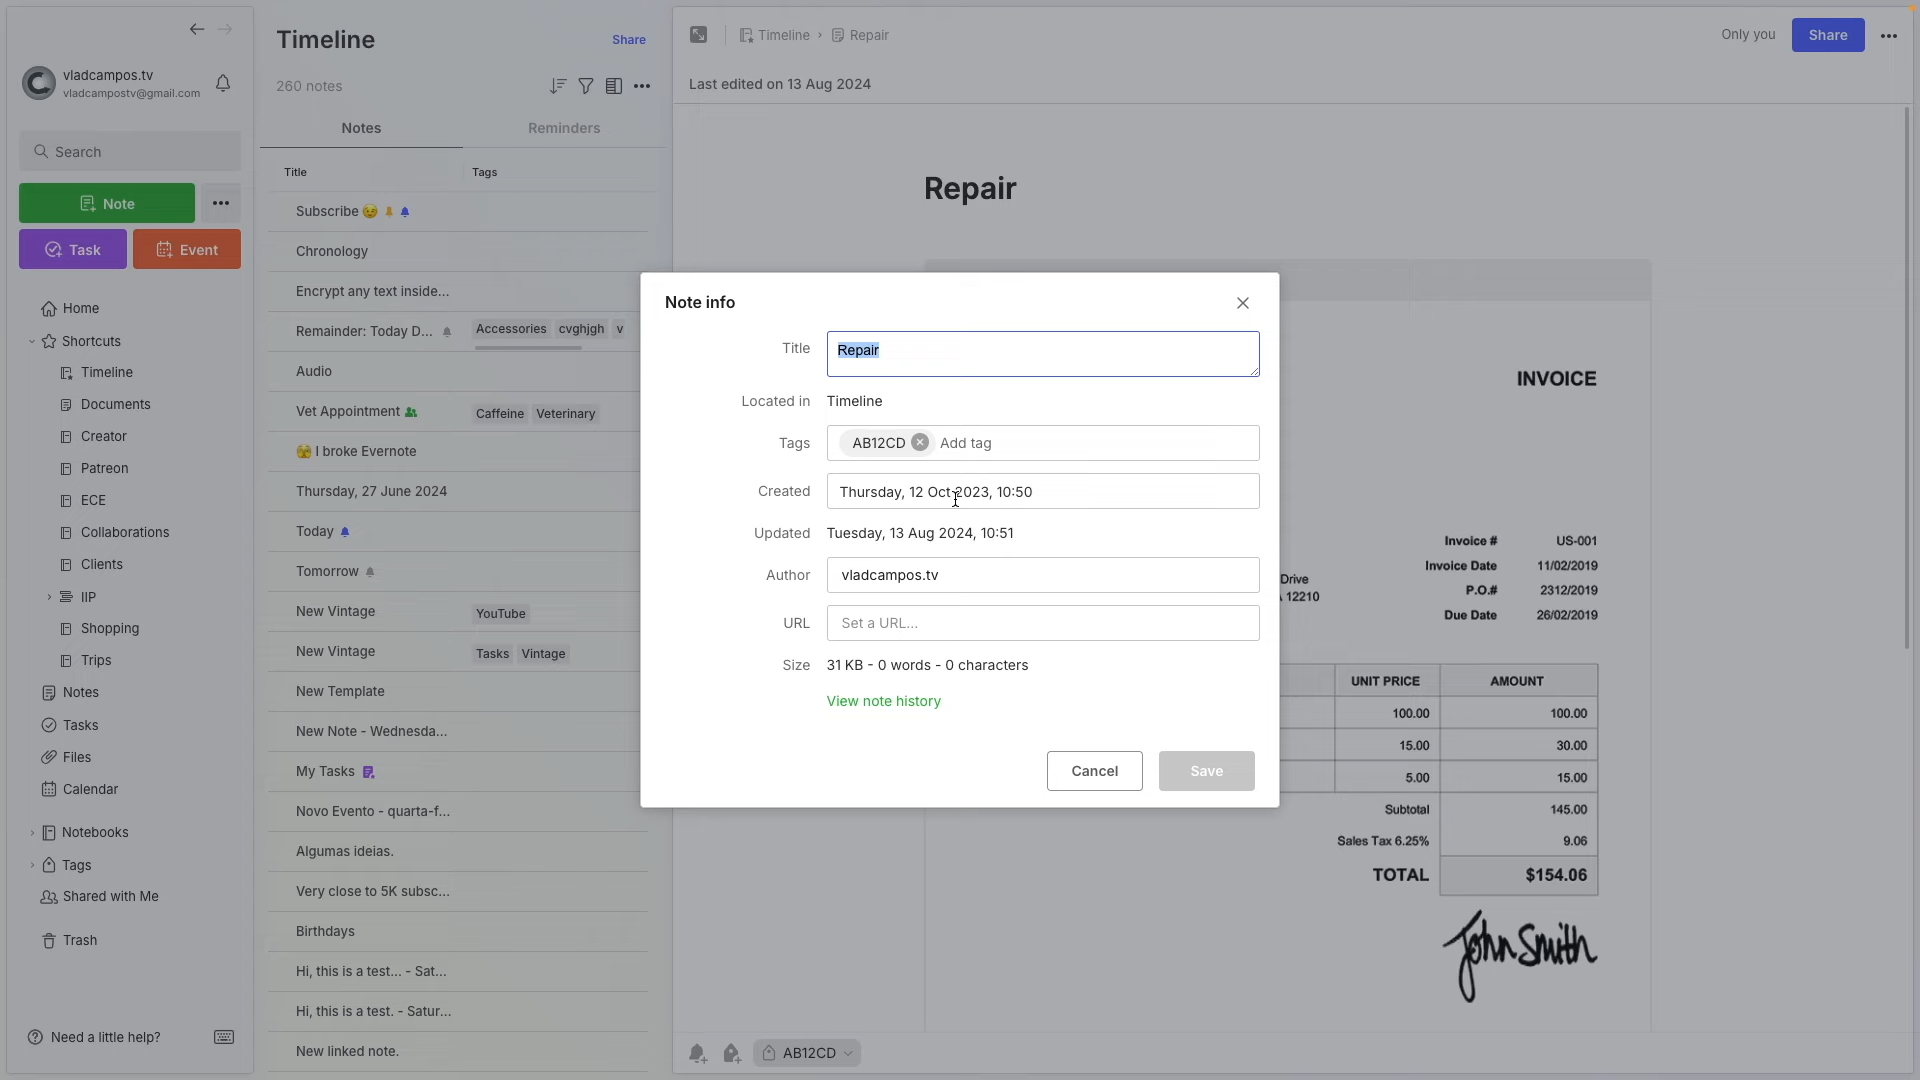 vladcampos.tv
vladcampostv@gmail.com
Search
Note
Task
Event
Home
Shortcuts
Timeline
Documents
Creator
Patreon
ECE
Collaborations
Clients
IIP
Shopping
Trips
Notes
Tasks
Files
Calendar
Notebooks
Tags
Shared with Me
Trash
Need a little help?
Timeline
Share
260 notes
Notes
Reminders
Title
Tags
Subscribe 😉
Chronology
Encrypt any text inside...
Remainder: Today D...
Accessories
cvghjgh
v
Audio
Vet Appointment
Caffeine
Veterinary
🫣 I broke Evernote
Thursday, 27 June 2024
Today
Tomorrow
New Vintage
YouTube
New Vintage
Tasks
Vintage
New Template
New Note - Wednesda...
My Tasks
Novo Evento - quarta-f...
Algumas ideias.
Very close to 5K subsc...
Birthdays
Hi, this is a test... - Sat...
Hi, this is a test. - Satur...
New linked note.
Timeline › Repair
Only you
Share
Last edited on 13 Aug 2024
Repair
Note info
Title
Repair
Located in
Timeline
Tags
AB12CD
Add tag
Created
Thursday, 12 Oct 2023, 10:50
Updated
Tuesday, 13 Aug 2024, 10:51
Author
vladcampos.tv
URL
Set a URL...
Size
31 KB - 0 words - 0 characters
View note history
Cancel
Save
INVOICE
Invoice # US-001
Invoice Date 11/02/2019
P.O.# 2312/2019
Due Date 26/02/2019
Drive
12210
UNIT PRICE AMOUNT
100.00 100.00
15.00 30.00
5.00 15.00
Subtotal 145.00
Sales Tax 6.25% 9.06
TOTAL $154.06
John Smith
AB12CD